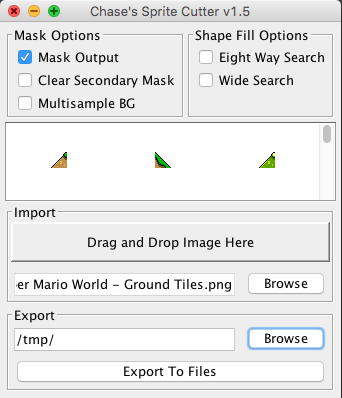 Chase's Sprite Cutter v1.5
Mask Options
Mask Output
Clear Secondary Mask
Multisample BG
Shape Fill Options
Eight Way Search
Wide Search
Import
Drag and Drop Image Here
er Mario World - Ground Tiles.png
Browse
Export
/tmp/
Browse
Export To Files